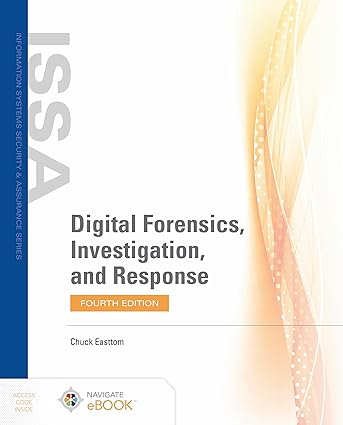 ISSA
INFORMATION SYSTEMS SECURITY & ASSURANCE SERIES
Digital Forensics,
Investigation,
and Response
FOURTH EDITION
Chuck Easttom
ACCESS
CODE
INSIDE
NAVIGATE
eBOOK™